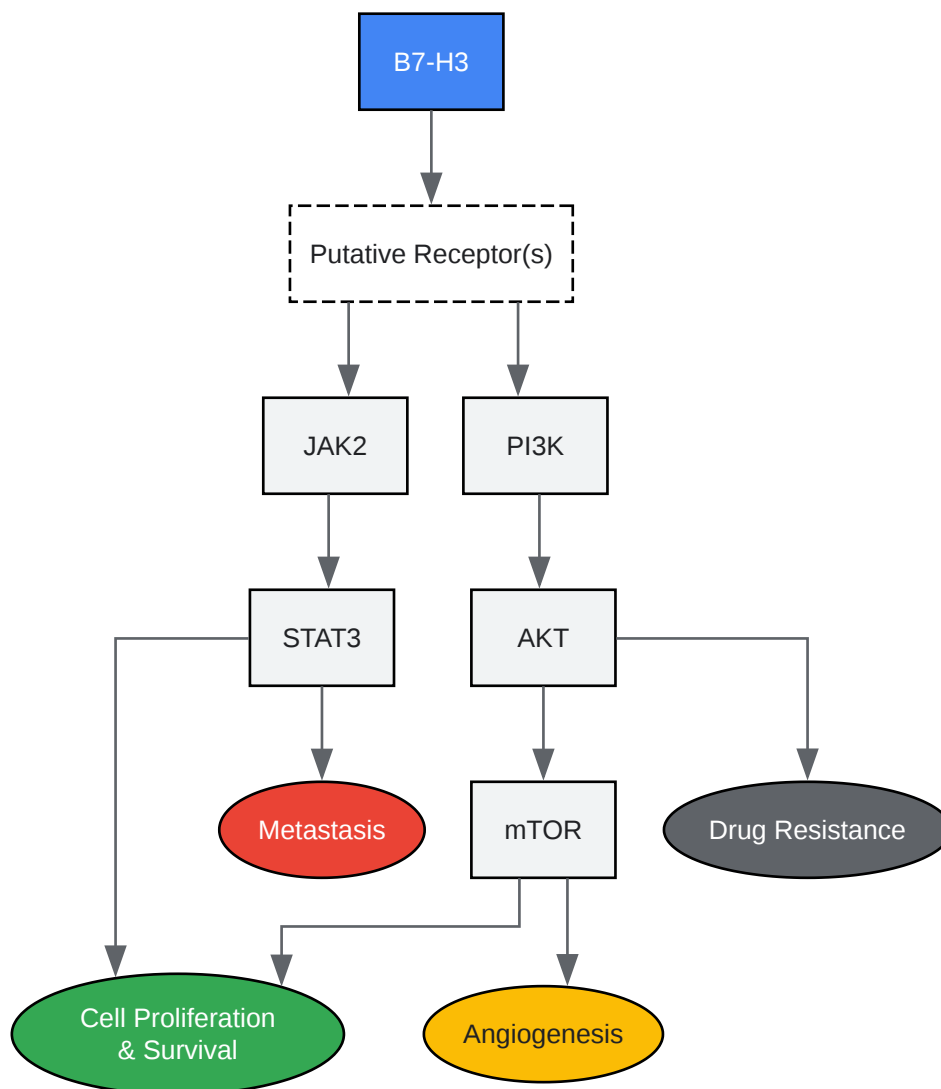 B7-H3
Putative Receptor(s)
JAK2
PI3K
STAT3
AKT
Metastasis
mTOR
Drug Resistance
Cell Proliferation
& Survival
Angiogenesis